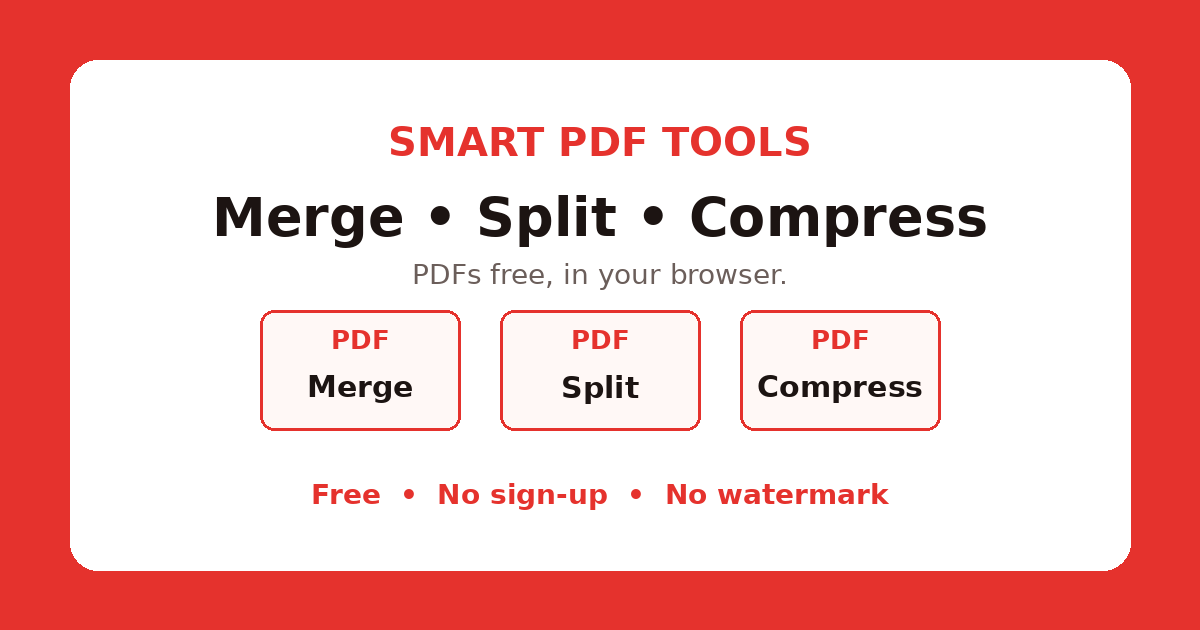 SMART PDF TOOLS
Merge • Split • Compress
PDFs free, in your browser.
PDF
Merge
PDF
Split
PDF
Compress
Free • No sign-up • No watermark